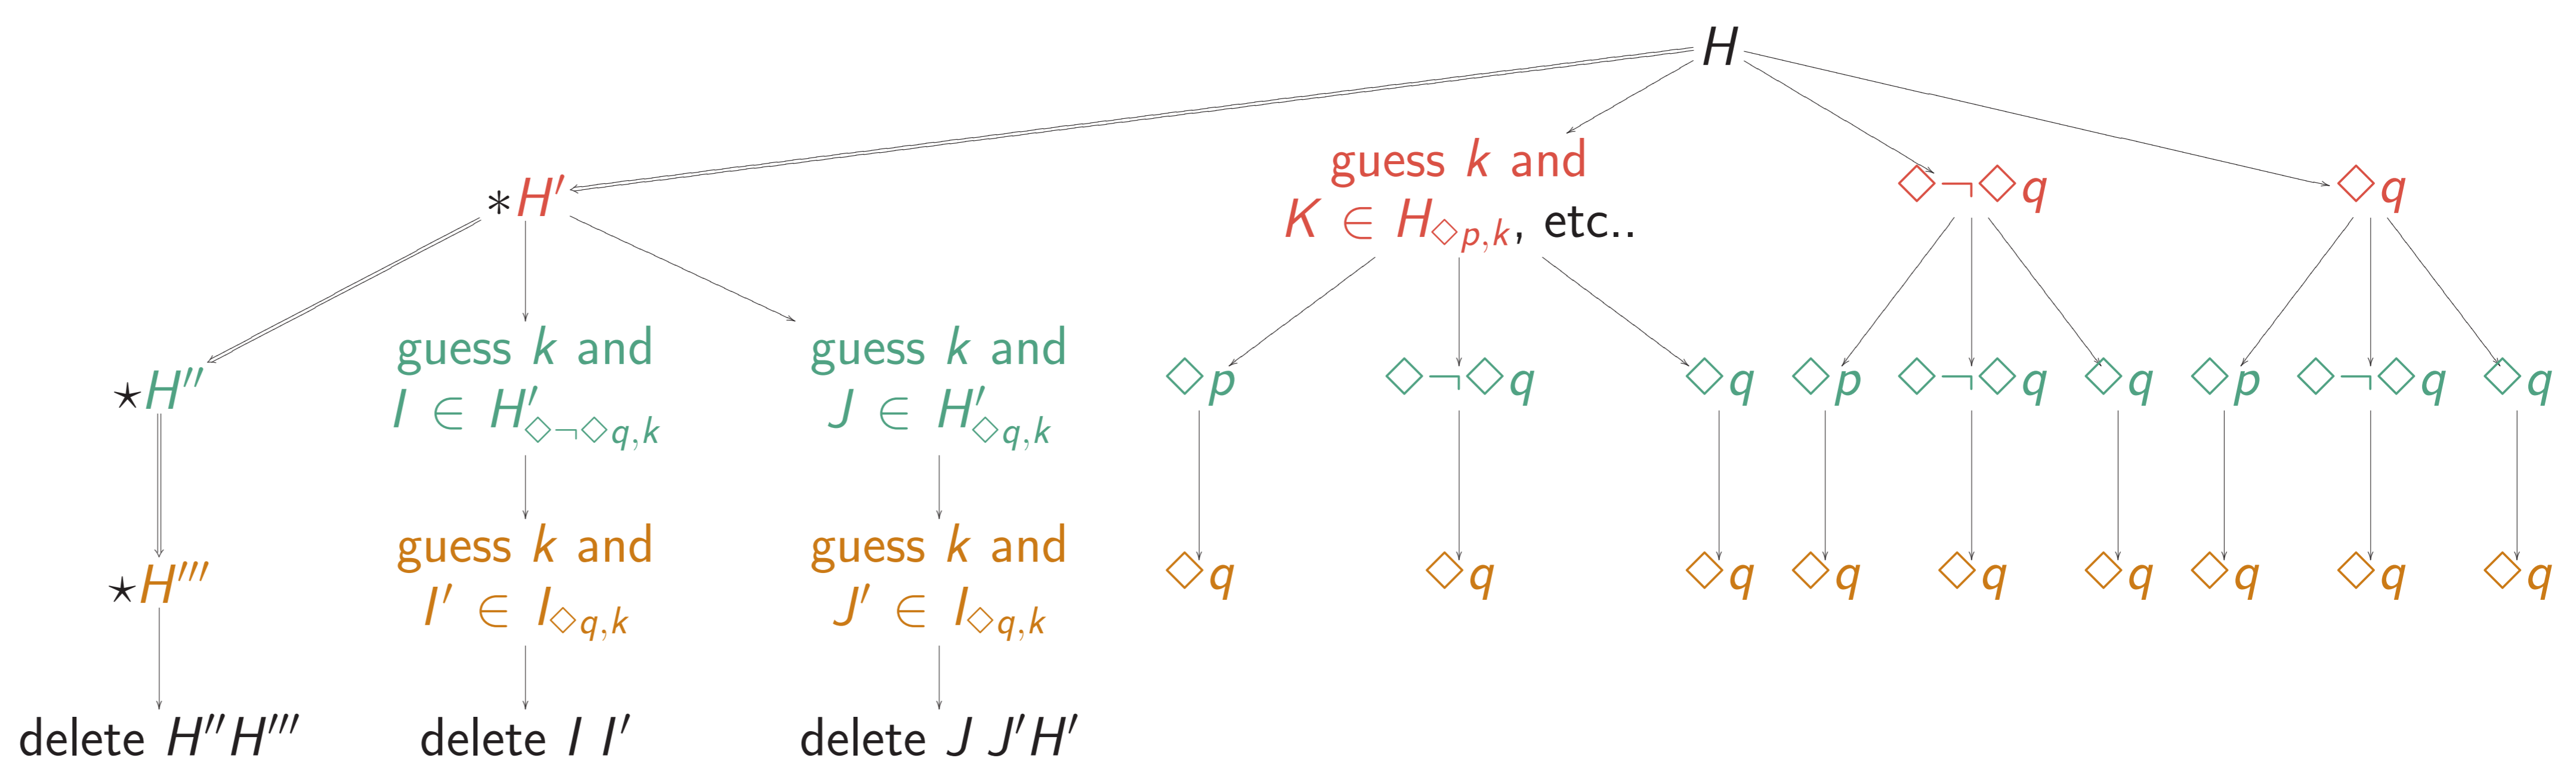 H
guess k and
K ∈ H◇p,k, etc..
◇¬◇q
◇q
∗H′
guess k and
I ∈ H′◇¬◇q,k
guess k and
J ∈ H′◇q,k
⋆H″
◇p
◇¬◇q
◇q
◇p
◇¬◇q
◇q
◇p
◇¬◇q
◇q
⋆H‴
guess k and
I′ ∈ I◇q,k
guess k and
J′ ∈ I◇q,k
◇q
◇q
◇q
◇q
◇q
◇q
◇q
◇q
◇q
delete H″H‴
delete I I′
delete J J′H′